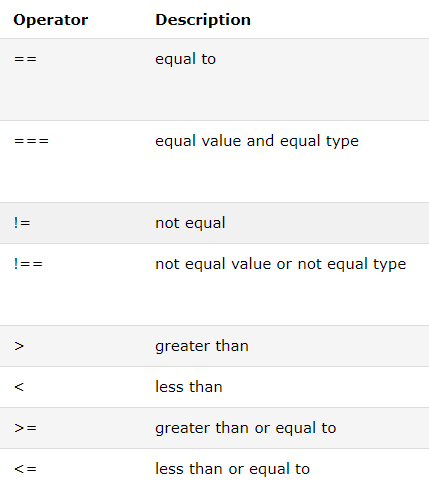 Operator Description
== equal to
=== equal value and equal type
!= not equal
!== not equal value or not equal type
> greater than
< less than
>= greater than or equal to
<= less than or equal to